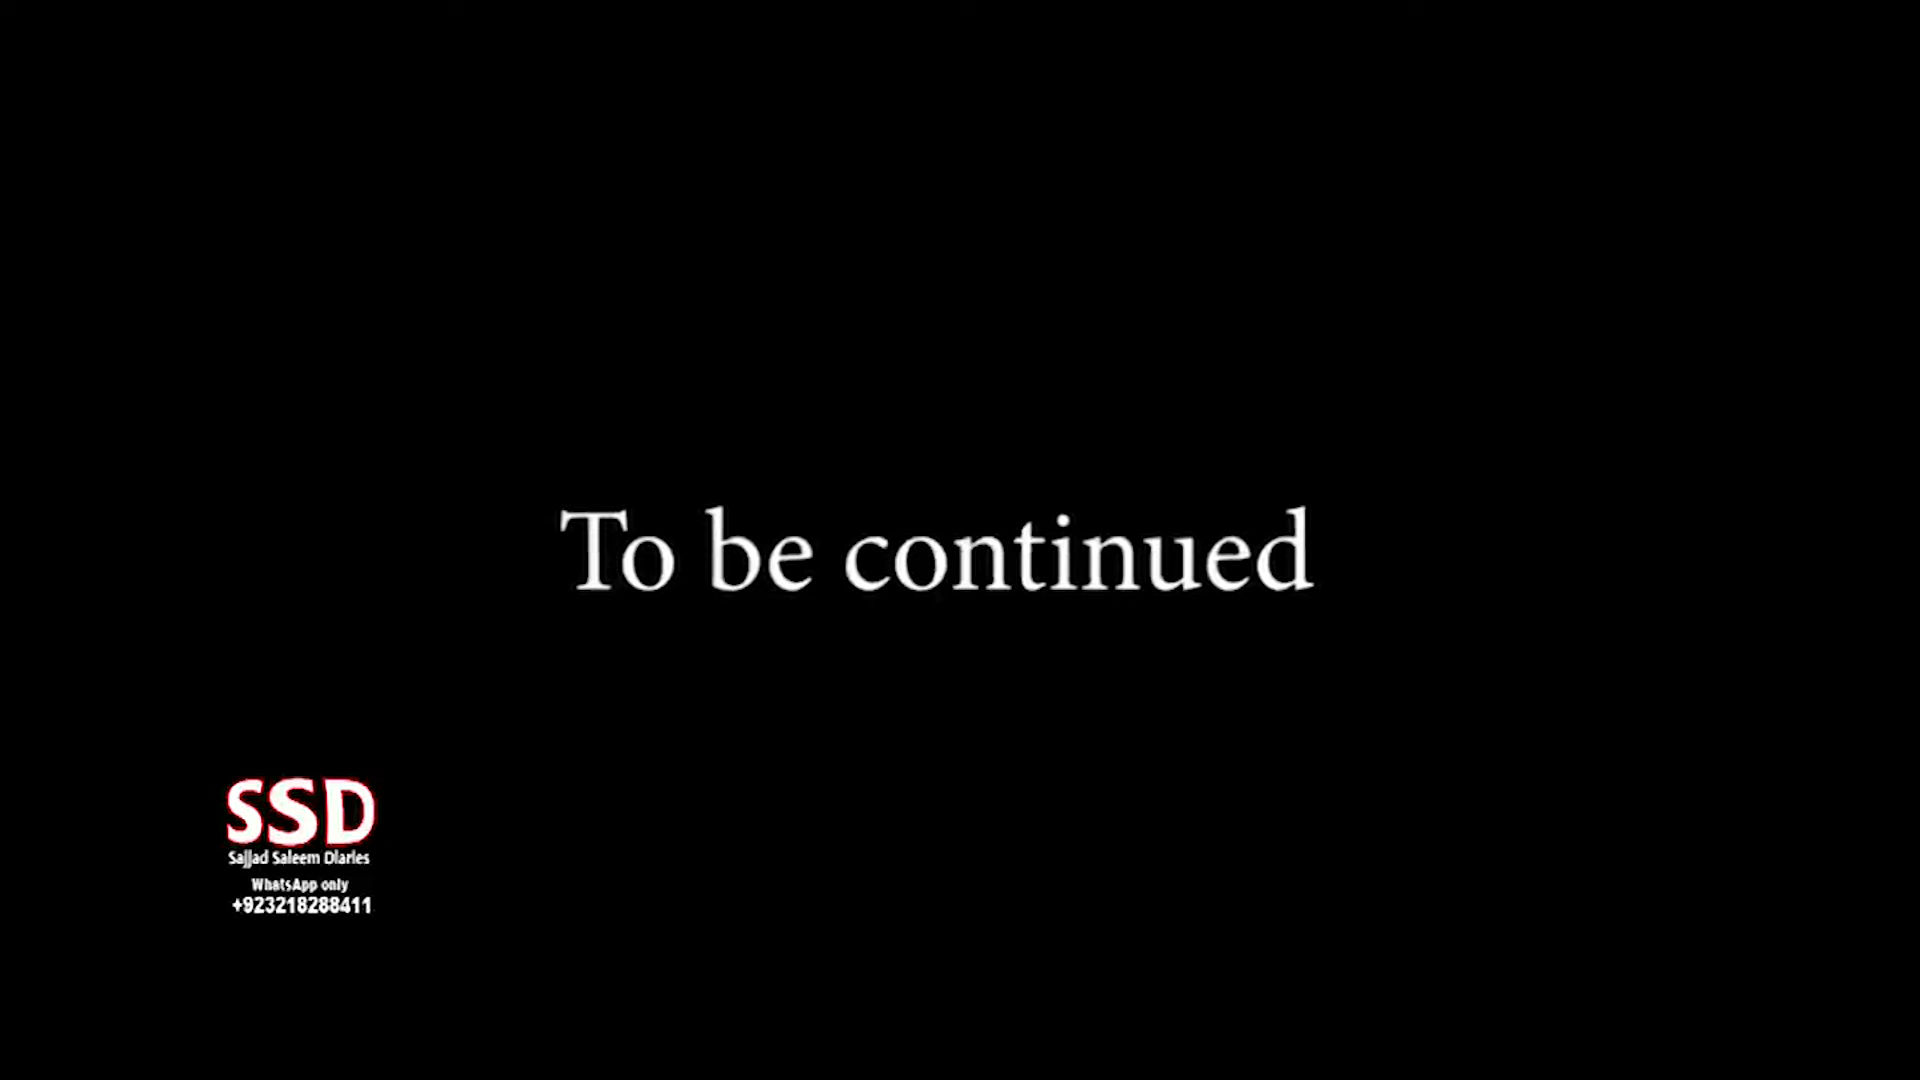 To be continued
SSD
Sajjad Saleem Diaries
WhatsApp only
+923218288411